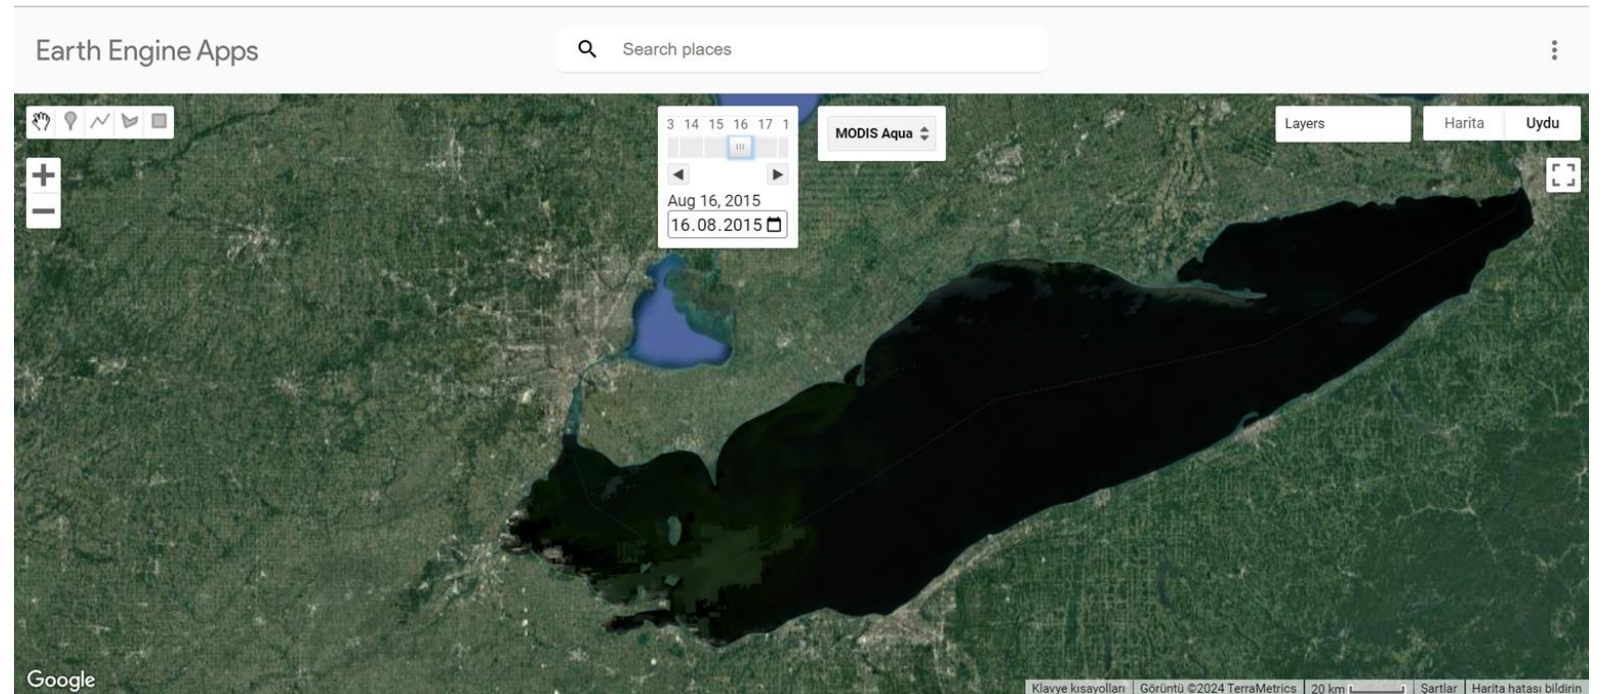 Earth Engine Apps
Search places
3 14 15 16 17 1
MODIS Aqua
Layers
Harita
Uydu
Aug 16, 2015
16.08.2015
Google
Klavye kısayolları
Görüntü ©2024 TerraMetrics
20 km
Şartlar
Harita hatası bildirin